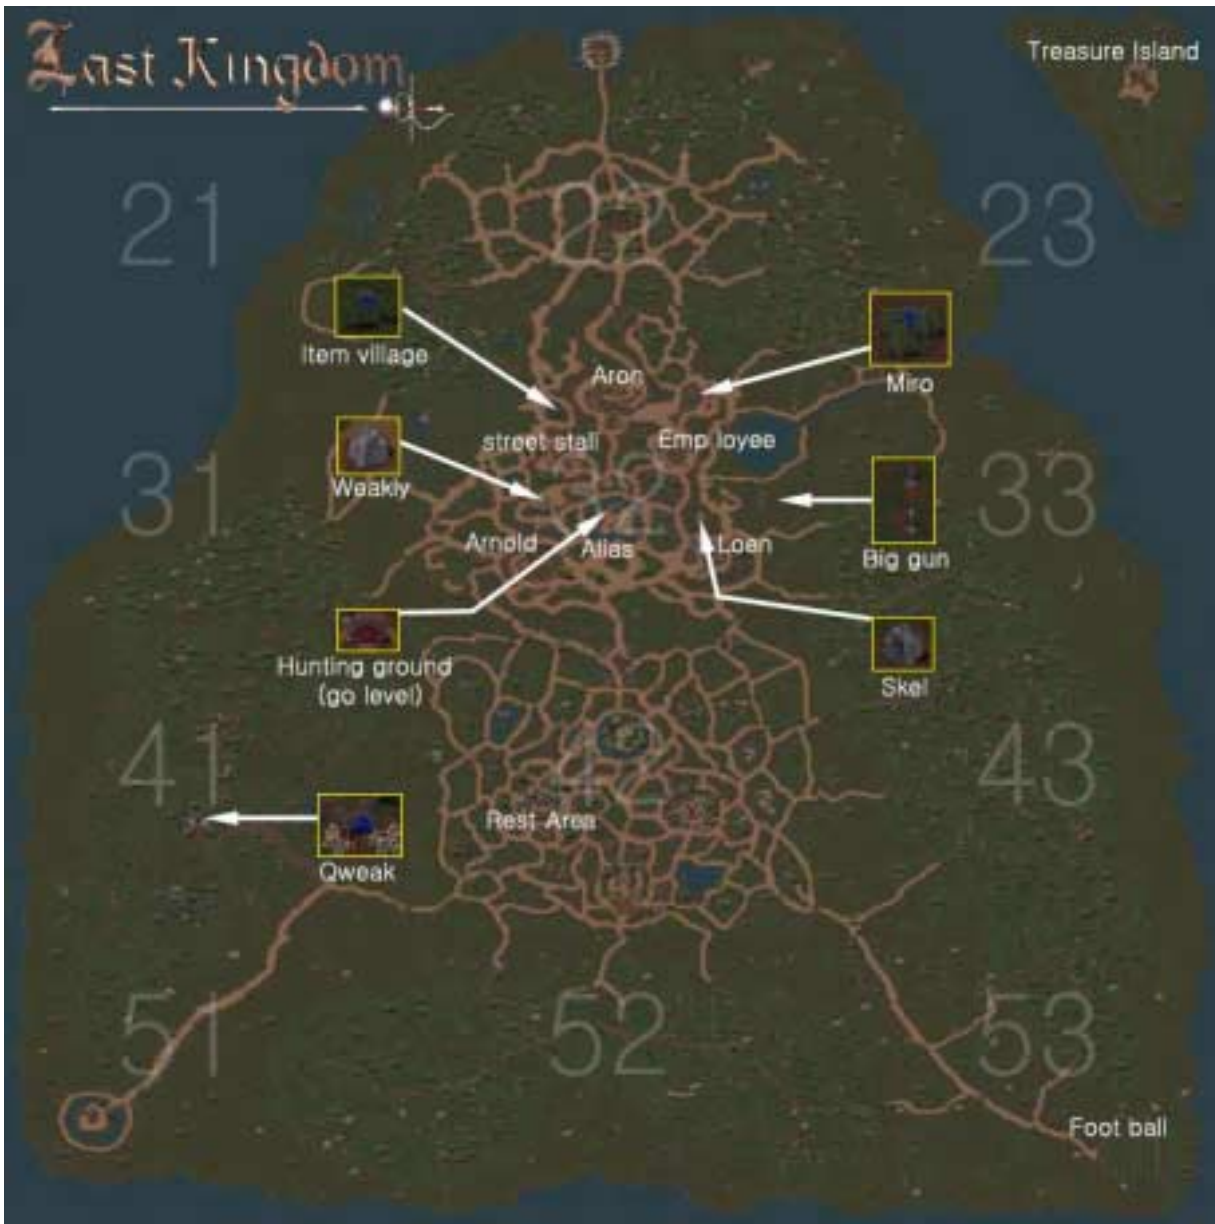 Last Kingdom
Treasure Island
21
23
Item village
Miro
Aron
street stall
Emp loyee
31
33
Weakly
Arnold
Loan
Big gun
Hunting ground
(go level)
Skel
41
43
Rest Area
Qweak
51
52
53
Foot ball